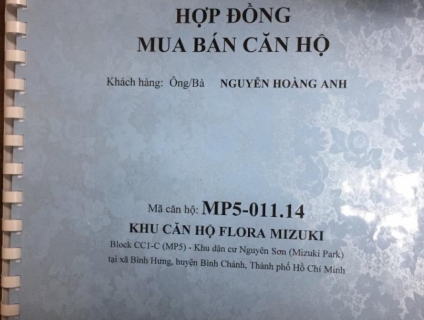 HỢP ĐỒNG
MUA BÁN CĂN HỘ
Khách hàng: Ông/Bà NGUYỄN HOÀNG ANH
Mã căn hộ: MP5-011.14
KHU CĂN HỘ FLORA MIZUKI
Block CC1-C (MP5) - Khu dân cư Nguyên Sơn (Mizuki Park)
tại xã Bình Hưng, huyện Bình Chánh, Thành phố Hồ Chí Minh